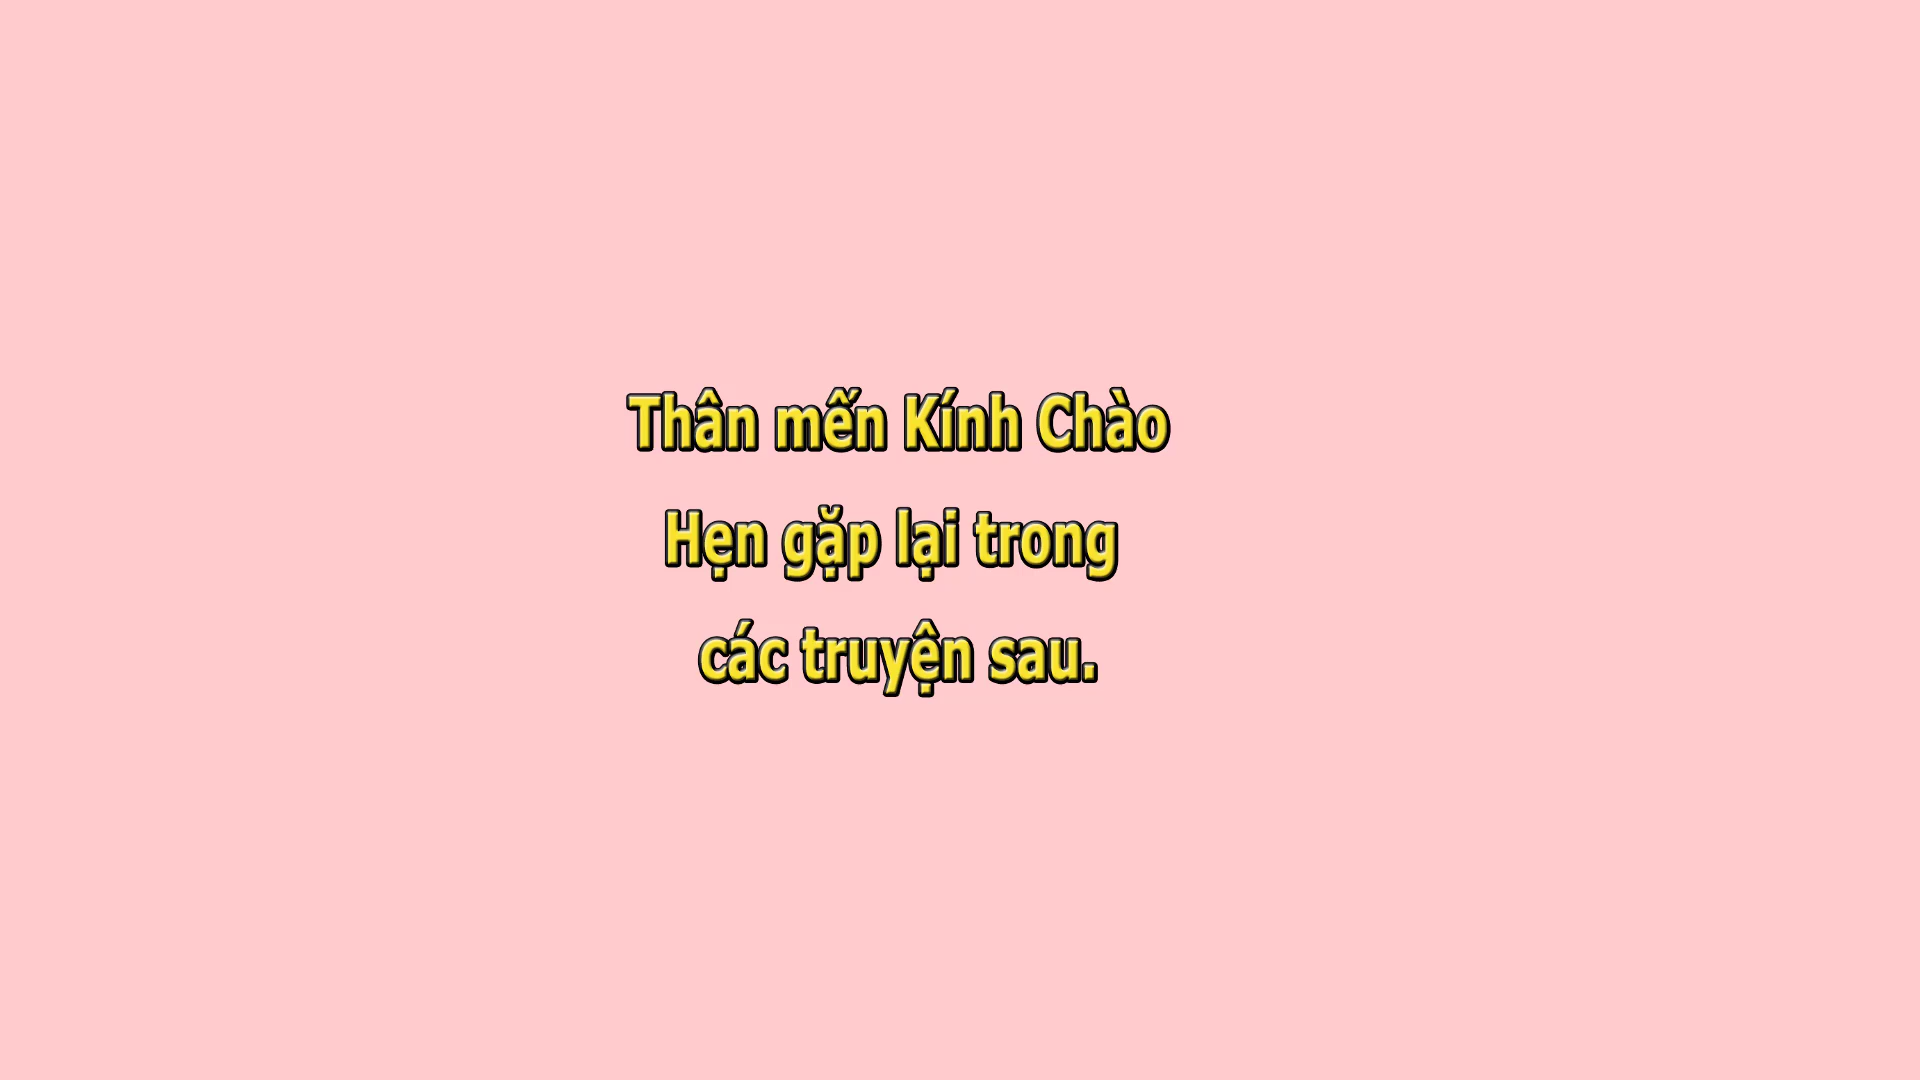 Thân mến Kính Chào
Hẹn gặp lại trong
các truyện sau.